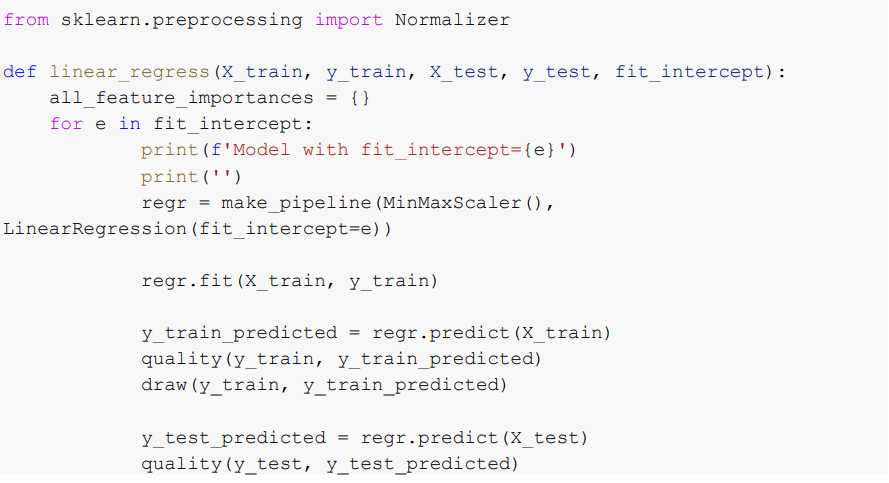 from sklearn.preprocessing import Normalizer
def linear_regress(X_train, y_train, X_test, y_test, fit_intercept):
    all_feature_importances = {}
    for e in fit_intercept:
            print(f'Model with fit_intercept={e}')
            print('')
            regr = make_pipeline(MinMaxScaler(),
LinearRegression(fit_intercept=e))
            regr.fit(X_train, y_train)
            y_train_predicted = regr.predict(X_train)
            quality(y_train, y_train_predicted)
            draw(y_train, y_train_predicted)
            y_test_predicted = regr.predict(X_test)
            quality(y_test, y_test_predicted)